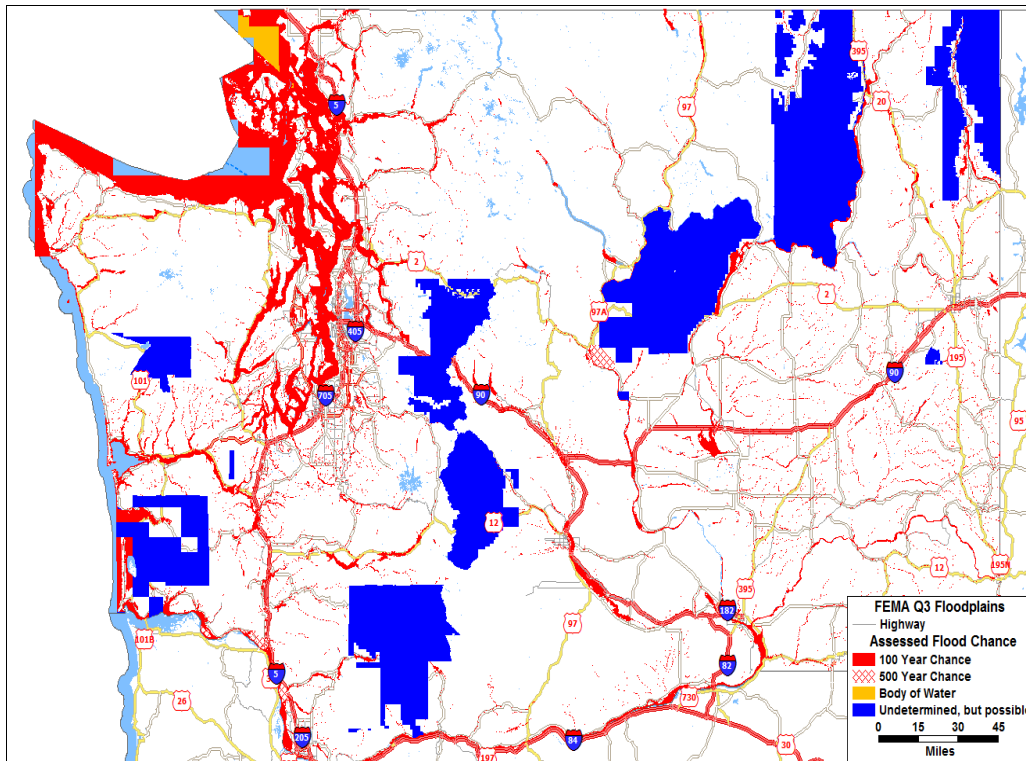 5
395
97
20
2
2
97A
405
195
101
90
90
705
95
12
12
195N
395
182
101B
97
82
5
26
730
205
84
30
197
FEMA Q3 Floodplains
Highway
Assessed Flood Chance
100 Year Chance
500 Year Chance
Body of Water
Undetermined, but possible
0 15 30 45
Miles